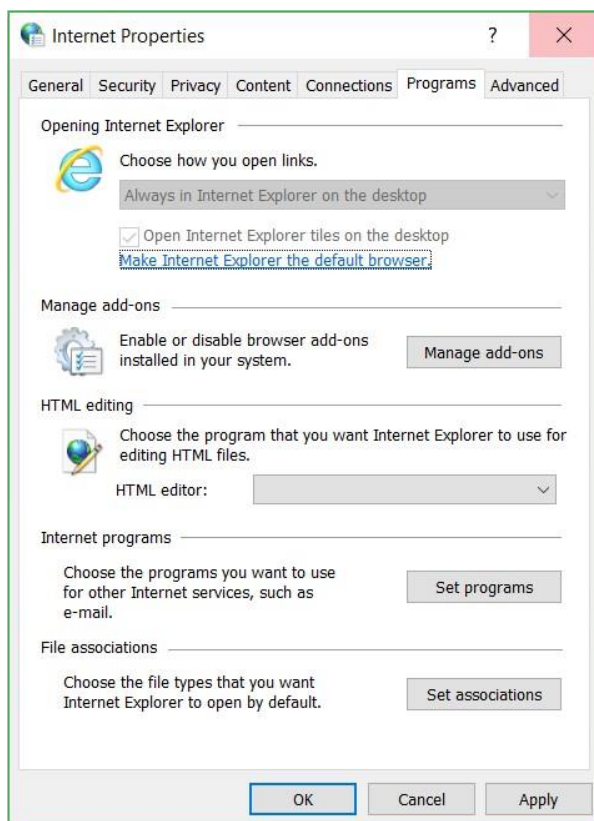 Internet Properties
?
General Security Privacy Content Connections Programs Advanced
Opening Internet Explorer
Choose how you open links.
Always in Internet Explorer on the desktop
Open Internet Explorer tiles on the desktop
Make Internet Explorer the default browser.
Manage add-ons
Enable or disable browser add-ons
installed in your system.
Manage add-ons
HTML editing
Choose the program that you want Internet Explorer to use for
editing HTML files.
HTML editor:
Internet programs
Choose the programs you want to use
for other Internet services, such as
e-mail.
Set programs
File associations
Choose the file types that you want
Internet Explorer to open by default.
Set associations
OK Cancel Apply